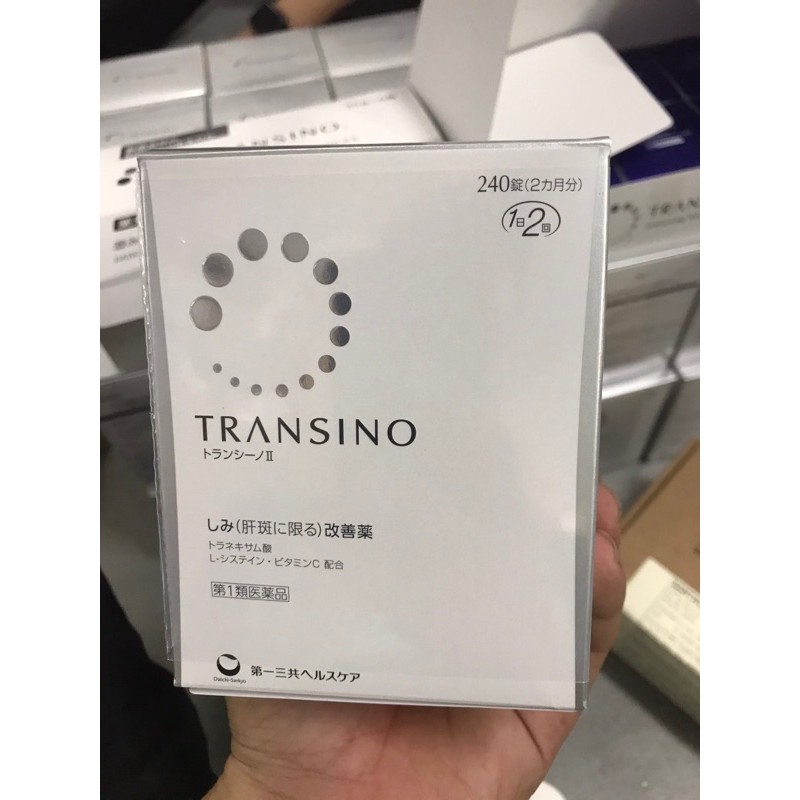 240錠(2カ月分)
1日2回
TRANSINO
トランシーノⅡ
しみ(肝斑に限る)改善薬
トラネキサム酸
L-システイン・ビタミンC 配合
第1類医薬品
Daiichi-Sankyo
第一三共ヘルスケア